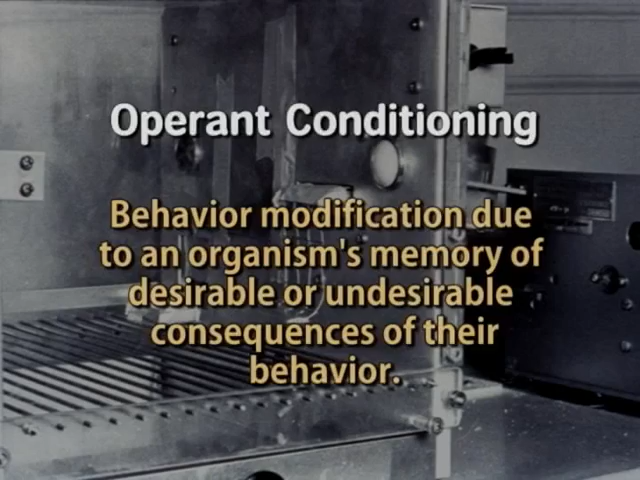 Operant Conditioning
Behavior modification due
to an organism's memory of
desirable or undesirable
consequences of their
behavior.